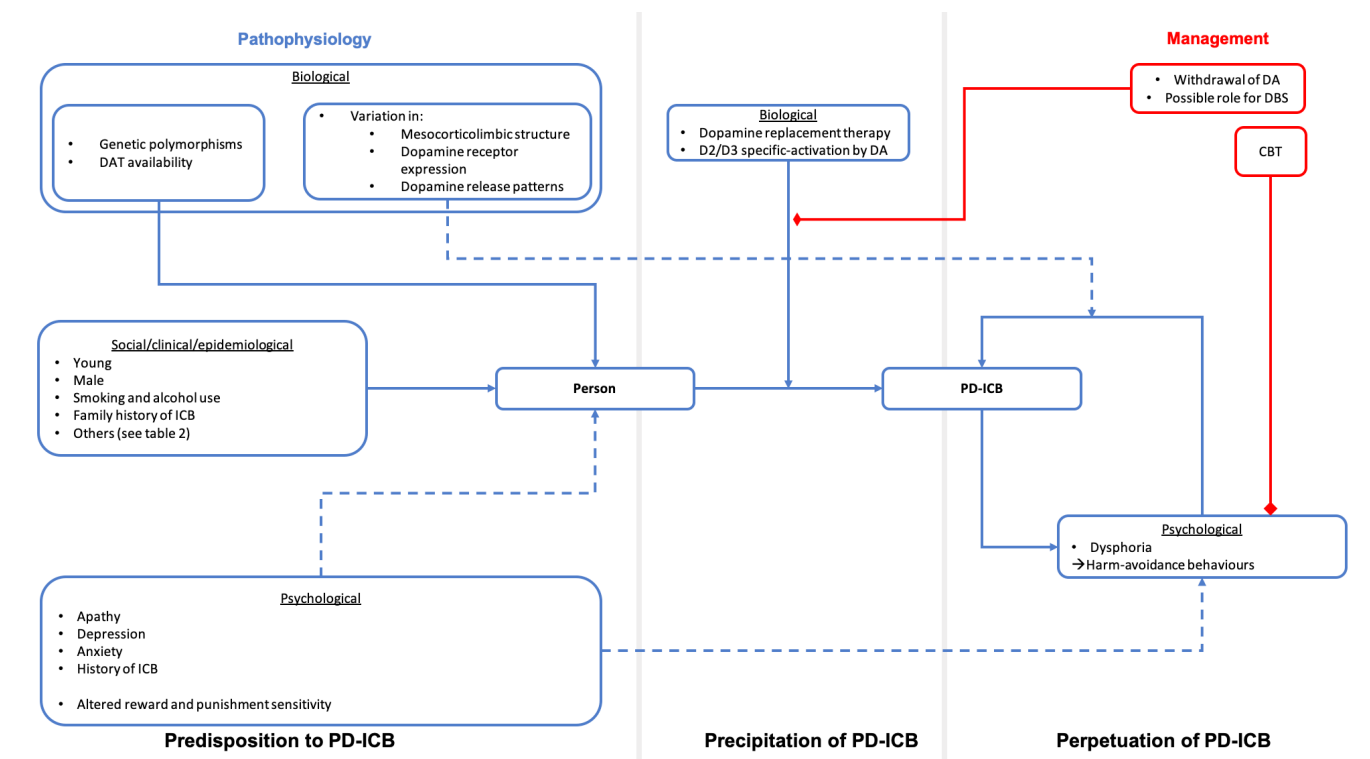 Pathophysiology
Management
Biological
• Genetic polymorphisms
• DAT availability
• Variation in:
• Mesocorticolimbic structure
• Dopamine receptor
expression
• Dopamine release patterns
Biological
• Dopamine replacement therapy
• D2/D3 specific-activation by DA
• Withdrawal of DA
• Possible role for DBS
CBT
Social/clinical/epidemiological
• Young
• Male
• Smoking and alcohol use
• Family history of ICB
• Others (see table 2)
Person
PD-ICB
Psychological
• Dysphoria
→Harm-avoidance behaviours
Psychological
• Apathy
• Depression
• Anxiety
• History of ICB
• Altered reward and punishment sensitivity
Predisposition to PD-ICB
Precipitation of PD-ICB
Perpetuation of PD-ICB